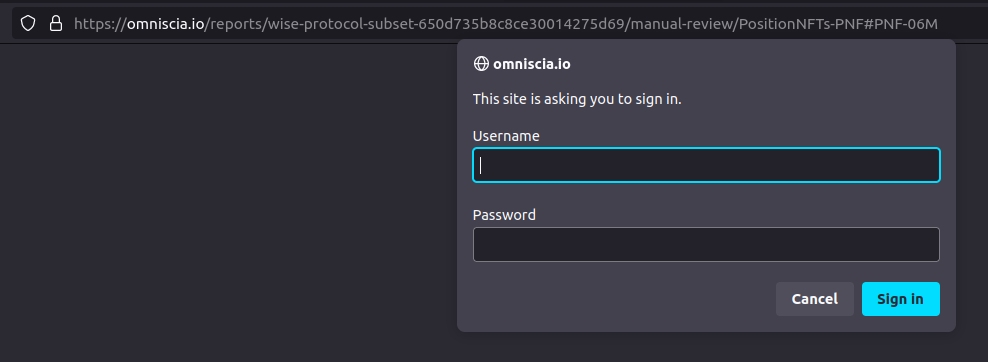 https://omniscia.io/reports/wise-protocol-subset-650d735b8c8ce30014275d69/manual-review/PositionNFTs-PNF#PNF-06M
omniscia.io
This site is asking you to sign in.
Username
Password
Cancel
Sign in